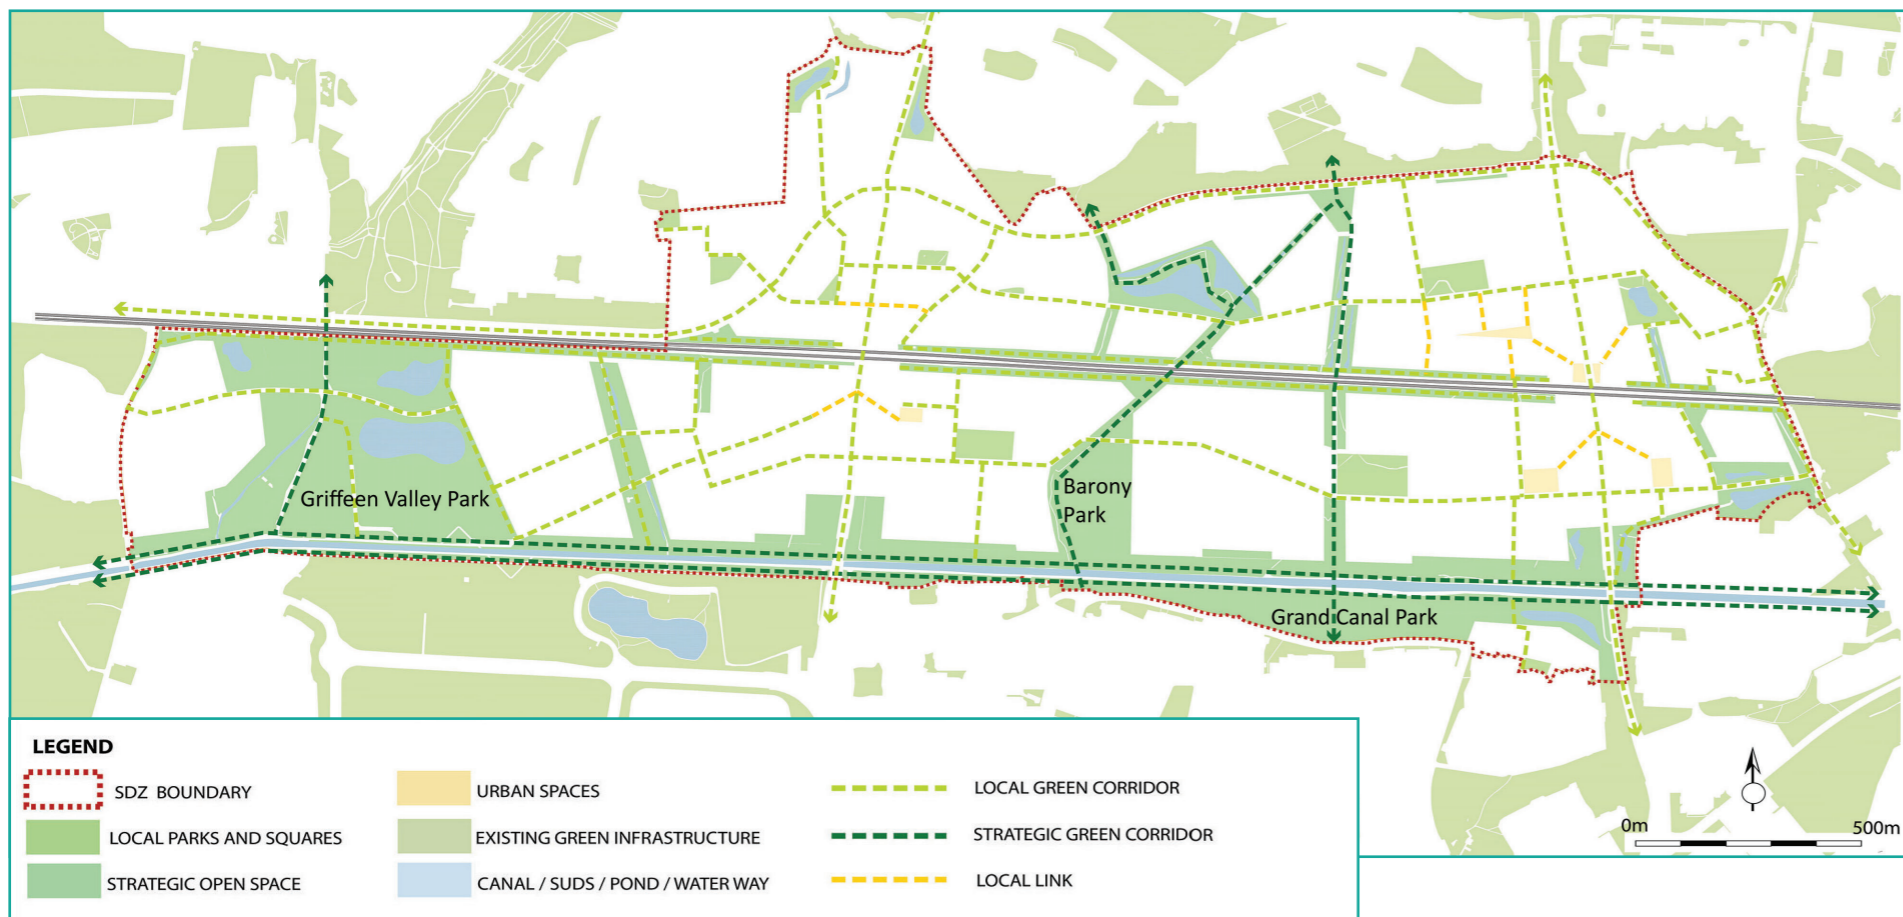 Griffeen Valley Park
Barony
Park
Grand Canal Park
0m
500m
LEGEND
SDZ BOUNDARY
LOCAL PARKS AND SQUARES
STRATEGIC OPEN SPACE
URBAN SPACES
EXISTING GREEN INFRASTRUCTURE
CANAL / SUDS / POND / WATER WAY
LOCAL GREEN CORRIDOR
STRATEGIC GREEN CORRIDOR
LOCAL LINK